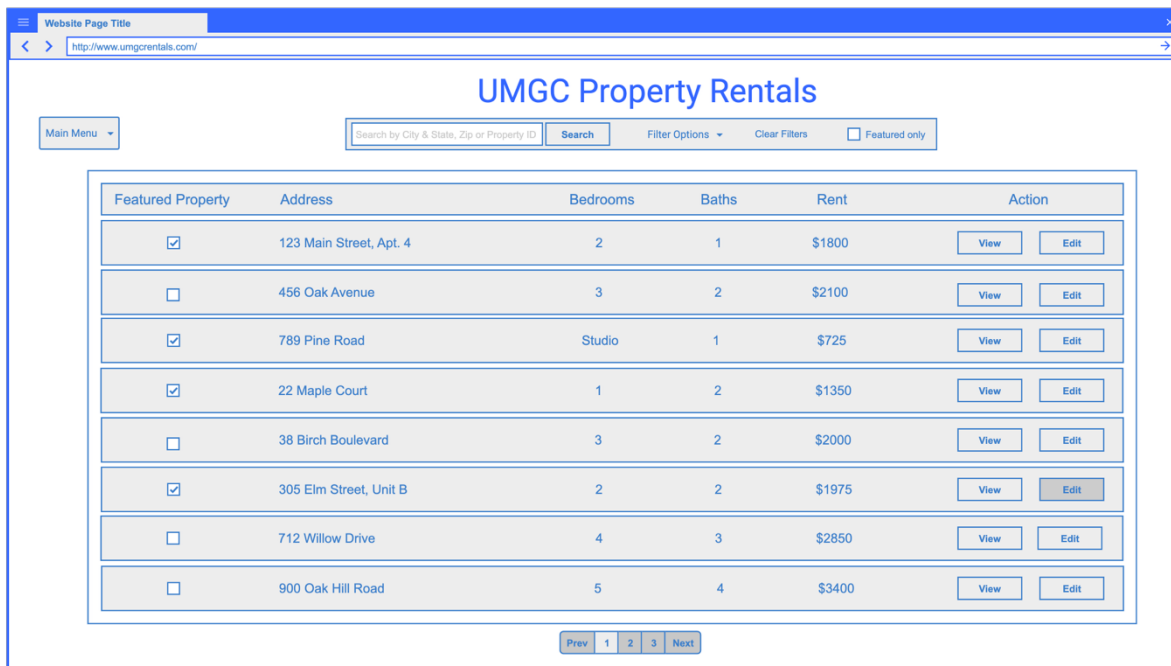 Website Page Title
http://www.umgcrentals.com/
UMGC Property Rentals
Main Menu
Search by City & State, Zip or Property ID Search Filter Options Clear Filters Featured only
Featured Property Address Bedrooms Baths Rent Action
123 Main Street, Apt. 4 2 1 $1800 View Edit
456 Oak Avenue 3 2 $2100 View Edit
789 Pine Road Studio 1 $725 View Edit
22 Maple Court 1 2 $1350 View Edit
38 Birch Boulevard 3 2 $2000 View Edit
305 Elm Street, Unit B 2 2 $1975 View Edit
712 Willow Drive 4 3 $2850 View Edit
900 Oak Hill Road 5 4 $3400 View Edit
Prev 1 2 3 Next